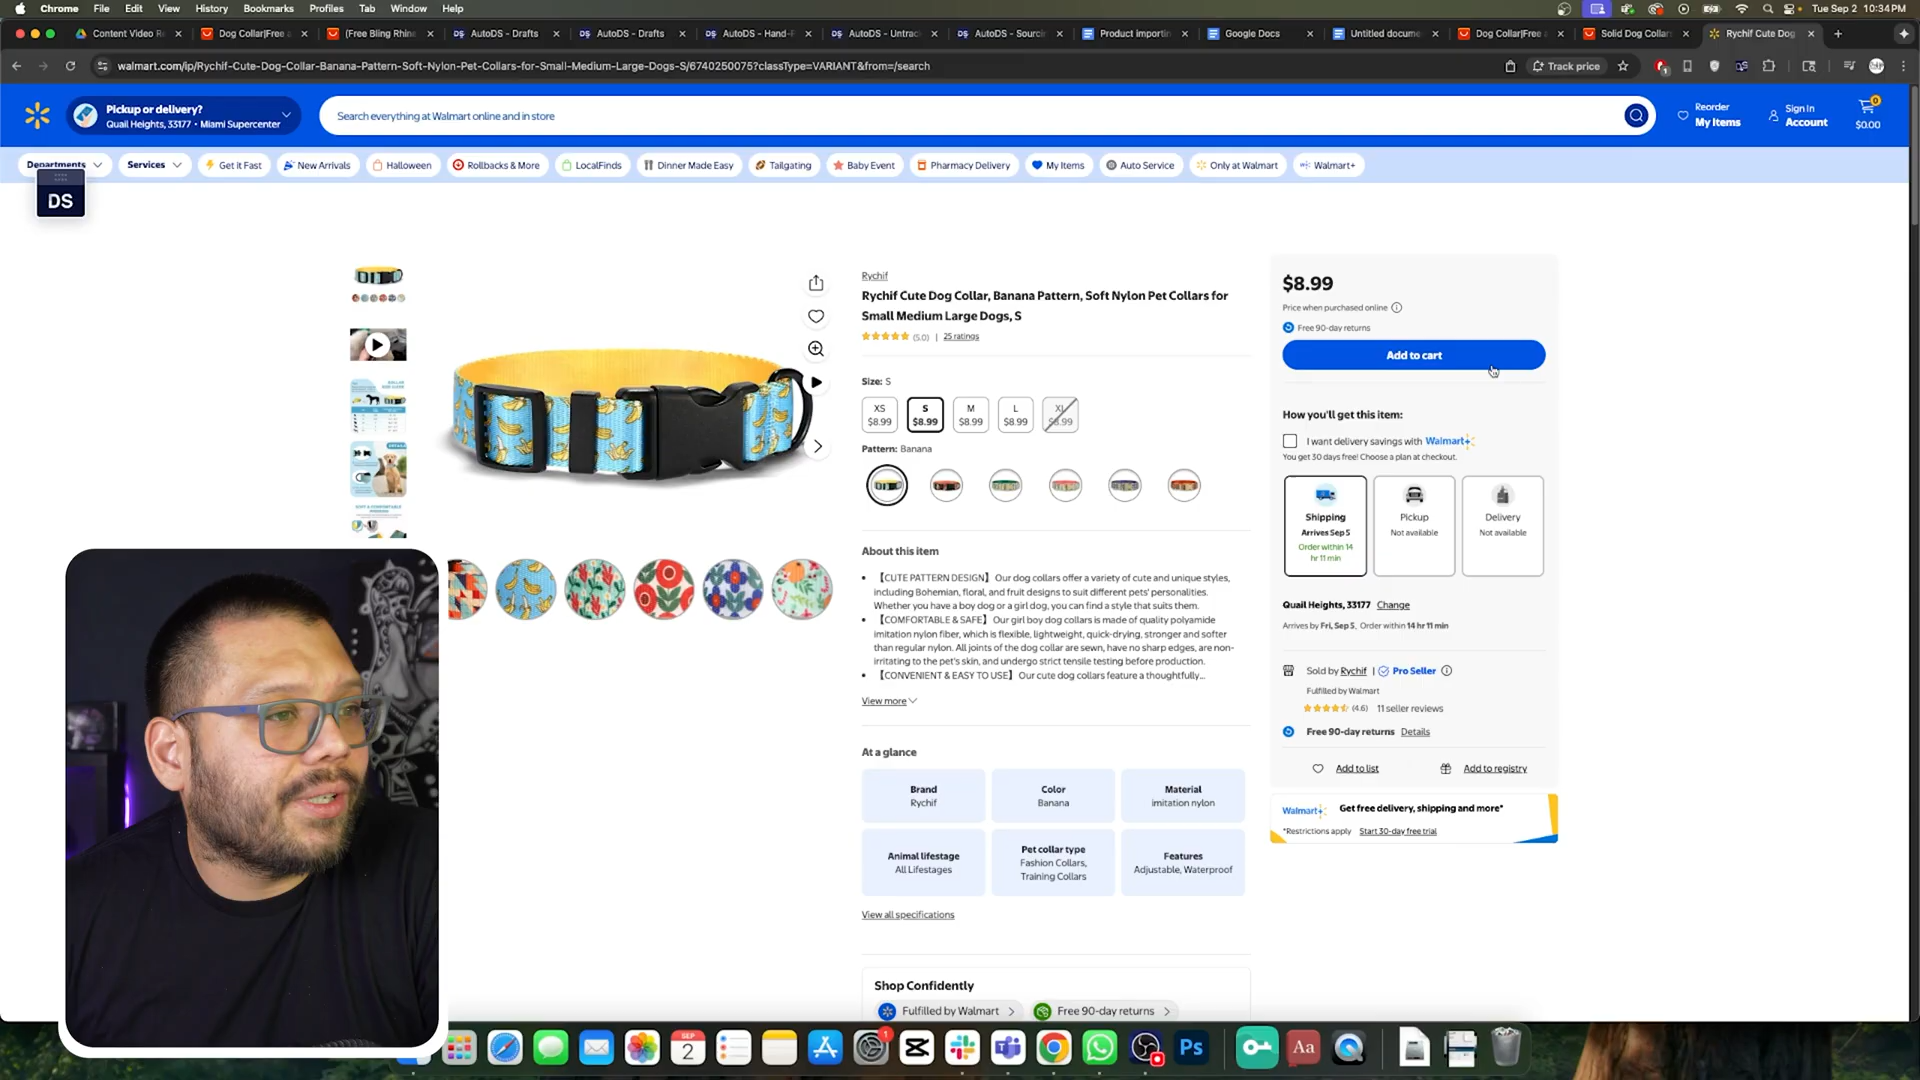 Chrome File Edit View History Bookmarks Profiles Tab Window Help Tue Sep 2 10:34PM
Content Video R Dog Collar|Free a (Free Bling Rhine AutoDS - Drafts AutoDS - Drafts AutoDS - Hand-P AutoDS - Untrac AutoDS - Sourcin Product importin Google Docs Untitled docume Dog Collar|Free a Solid Dog Collar Rychif Cute Dog
walmart.com/ip/Rychif-Cute-Dog-Collar-Banana-Pattern-Soft-Nylon-Pet-Collars-for-Small-Medium-Large-Dogs-S/6740250075?classType=VARIANT&from=/search Track price
Pickup or delivery?
Quail Heights, 33177 • Miami Supercenter
Search everything at Walmart online and in store
Reorder
My Items
Sign In
Account
0
$0.00
Departments Services Get it Fast New Arrivals Halloween Rollbacks & More LocalFinds Dinner Made Easy Tailgating Baby Event Pharmacy Delivery My Items Auto Service Only at Walmart Walmart+
DS
Rychif
Rychif Cute Dog Collar, Banana Pattern, Soft Nylon Pet Collars for
Small Medium Large Dogs, S
(5.0) | 25 ratings
Size: S
XS S M L XL
$8.99 $8.99 $8.99 $8.99 $8.99
Pattern: Banana
About this item
• 【CUTE PATTERN DESIGN】Our dog collars offer a variety of cute and unique styles,
including Bohemian, floral, and fruit designs to suit different pets' personalities.
Whether you have a boy dog or a girl dog, you can find a style that suits them.
• 【COMFORTABLE & SAFE】Our girl boy dog collars is made of quality polyamide
imitation nylon fiber, which is flexible, lightweight, quick-drying, stronger and softer
than regular nylon. All joints of the dog collar are sewn, have no sharp edges, are non-
irritating to the pet's skin, and undergo strict tensile testing before production.
• 【CONVENIENT & EASY TO USE】Our cute dog collars feature a thoughtfully...
View more
At a glance
Brand
Rychif
Color
Banana
Material
imitation nylon
Animal lifestage
All Lifestages
Pet collar type
Fashion Collars,
Training Collars
Features
Adjustable, Waterproof
View all specifications
Shop Confidently
Fulfilled by Walmart Free 90-day returns
$8.99
Price when purchased online
Free 90-day returns
Add to cart
How you'll get this item:
I want delivery savings with Walmart+
You get 30 days free! Choose a plan at checkout.
Shipping
Arrives Sep 5
Order within 14
hr 11 min
Pickup
Not available
Delivery
Not available
Quail Heights, 33177 Change
Arrives by Fri, Sep 5, Order within 14 hr 11 min
Sold by Rychif | Pro Seller
Fulfilled by Walmart
(4.6) 11 seller reviews
Free 90-day returns Details
Add to list Add to registry
Walmart+ Get free delivery, shipping and more*
*Restrictions apply Start 30-day free trial
SEP
2
1
Ps
Aa